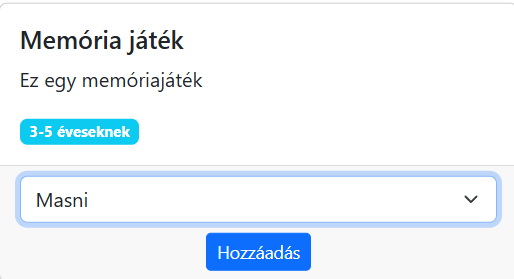 Memória játék
Ez egy memóriajáték
3-5 éveseknek
Masni
Hozzáadás